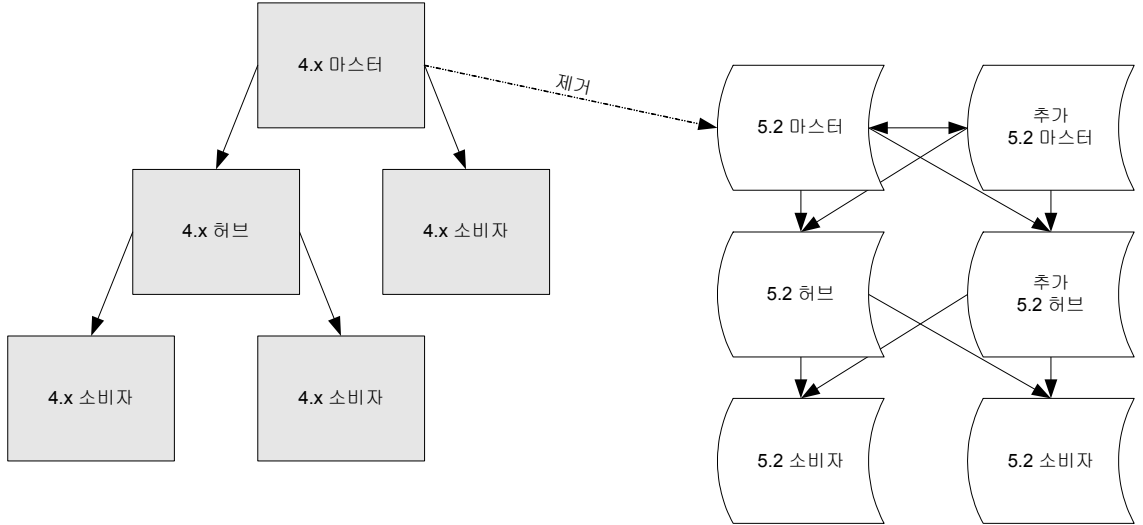 4.x 마스터
제거
5.2 마스터
추가
5.2 마스터
4.x 허브
4.x 소비자
5.2 허브
추가
5.2 허브
4.x 소비자
4.x 소비자
5.2 소비자
5.2 소비자